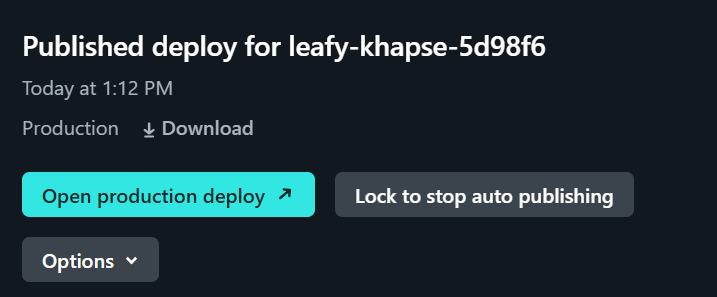 Published deploy for leafy-khapse-5d98f6
Today at 1:12 PM
Production Download
Open production deploy Lock to stop auto publishing
Options